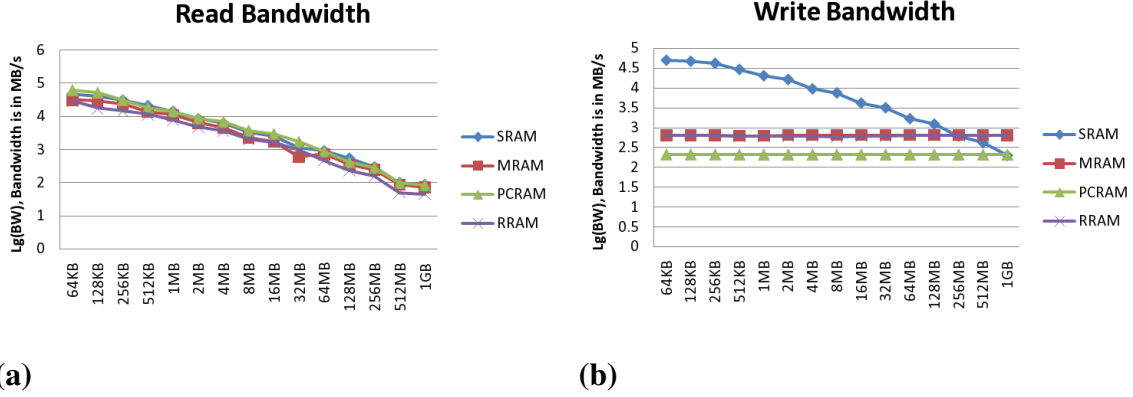 Read Bandwidth
Lg(BW), Bandwidth is in MB/s
6
5
4
3
2
1
0
64KB
128KB
256KB
512KB
1MB
2MB
4MB
8MB
16MB
32MB
64MB
128MB
256MB
512MB
1GB
SRAM
MRAM
PCRAM
RRAM
(a)
Write Bandwidth
Lg(BW), Bandwidth is in MB/s
5
4.5
4
3.5
3
2.5
2
1.5
1
0.5
0
64KB
128KB
256KB
512KB
1MB
2MB
4MB
8MB
16MB
32MB
64MB
128MB
256MB
512MB
1GB
SRAM
MRAM
PCRAM
RRAM
(b)